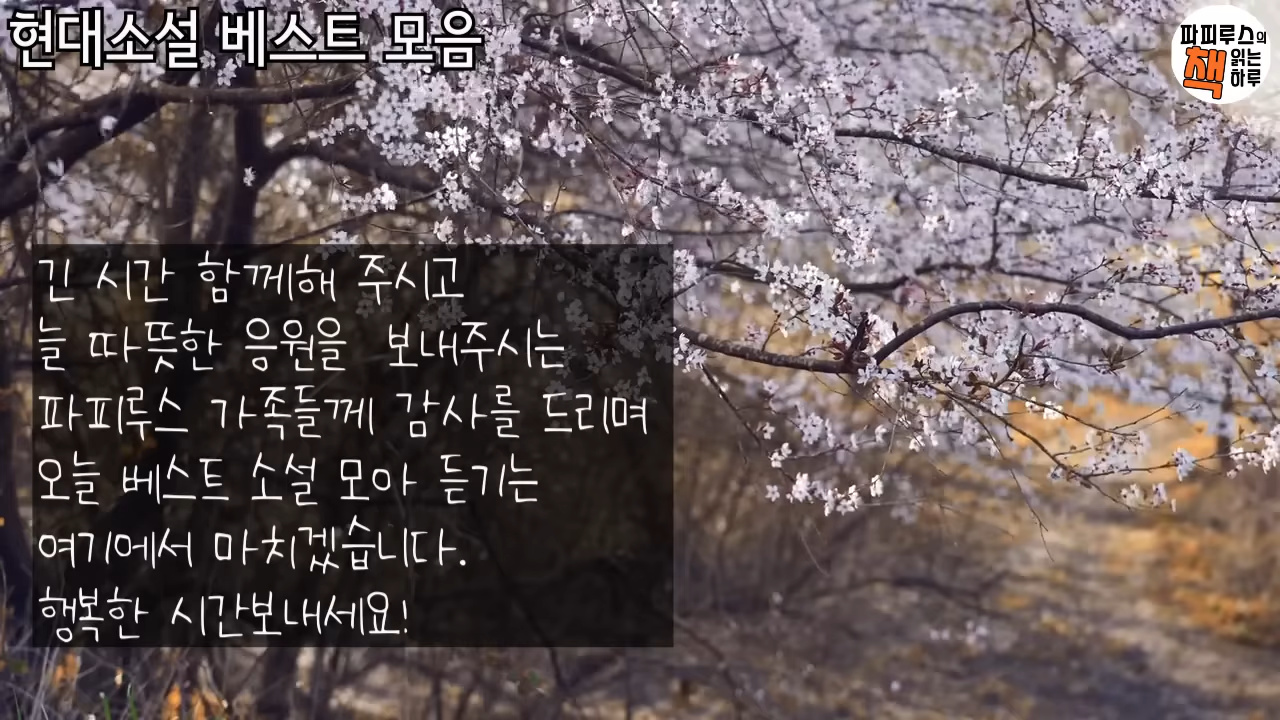 현대소설 베스트 모음
파피루스의
책 읽는
하루
긴 시간 함께해 주시고
늘 따뜻한 응원을 보내주시는
파피루스 가족들께 감사를 드리며
오늘 베스트 소설 모아 듣기는
여기에서 마치겠습니다.
행복한 시간보내세요!